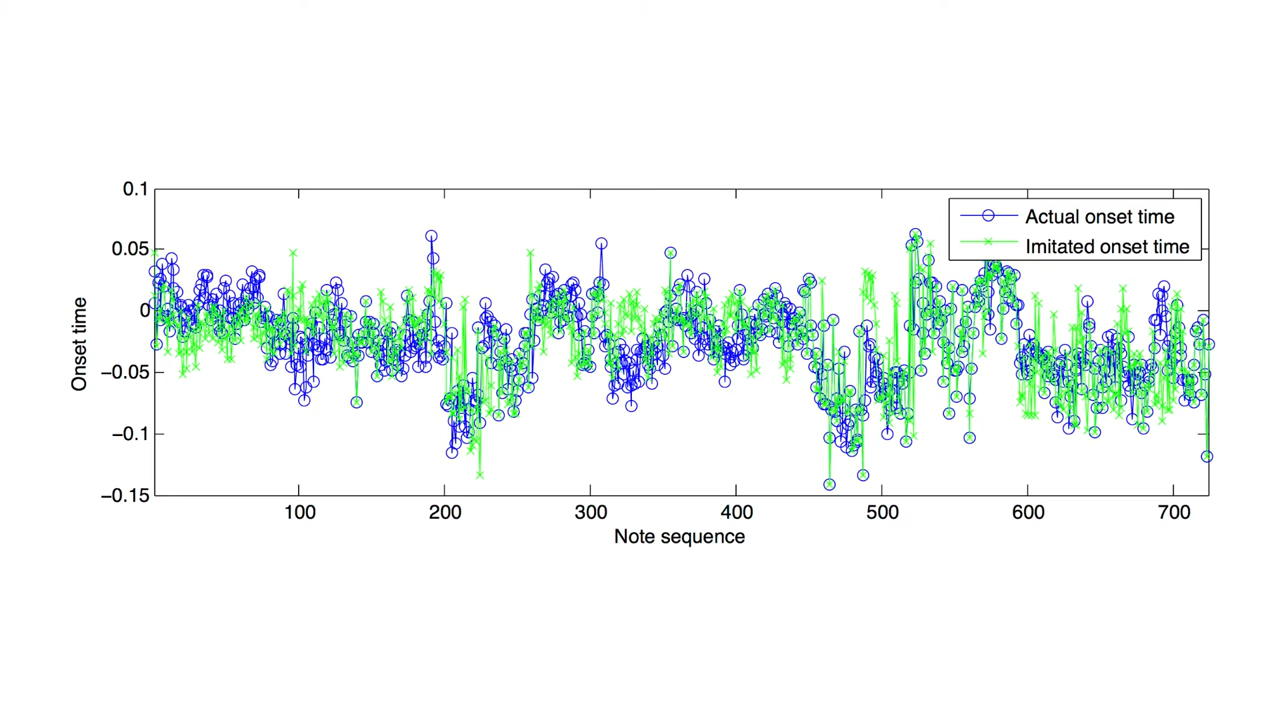 0.1
0.05
0
−0.05
−0.1
−0.15
Onset time
Actual onset time
Imitated onset time
100 200 300 400 500 600 700
Note sequence